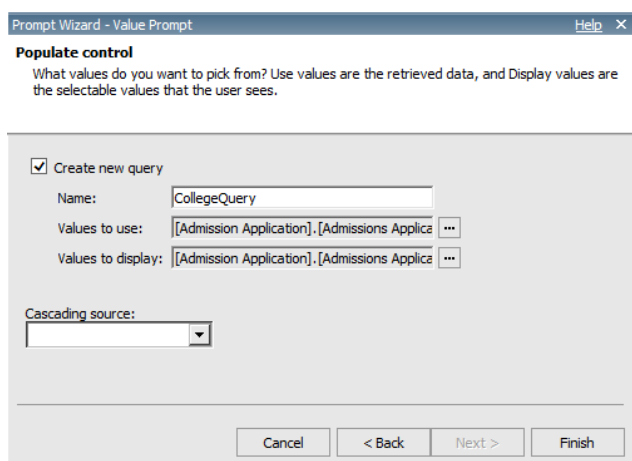 Prompt Wizard - Value Prompt Help X
Populate control
What values do you want to pick from? Use values are the retrieved data, and Display values are
the selectable values that the user sees.
Create new query
Name: CollegeQuery
Values to use: [Admission Application].[Admissions Applica ...
Values to display: [Admission Application].[Admissions Applica ...
Cascading source:
Cancel < Back Next > Finish